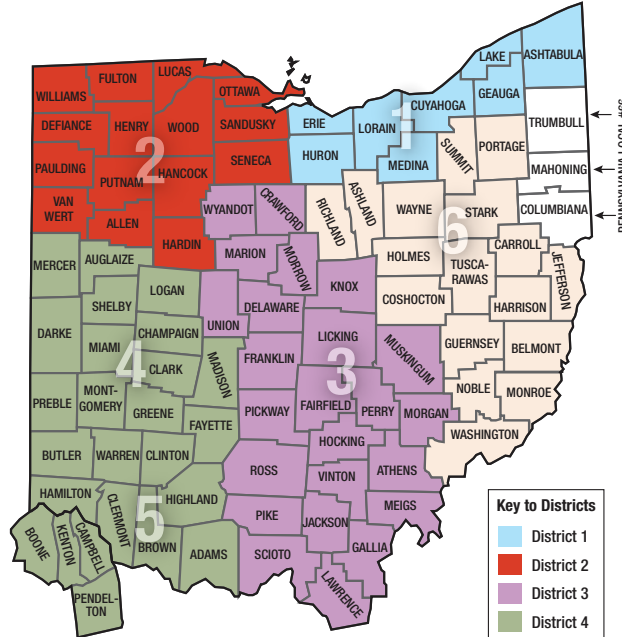 LAKE
ASHTABULA
GEAUGA
CUYAHOGA
1
LORAIN
ERIE
HURON
MEDINA
TRUMBULL
MAHONING
COLUMBIANA
PENNSYLVANIA LOCAL #66
WILLIAMS
FULTON
LUCAS
OTTAWA
DEFIANCE
HENRY
WOOD
SANDUSKY
2
PAULDING
PUTNAM
HANCOCK
SENECA
VAN
WERT
ALLEN
HARDIN
WYANDOT
CRAWFORD
RICHLAND
ASHLAND
WAYNE
SUMMIT
PORTAGE
STARK
6
HOLMES
TUSCA-
RAWAS
CARROLL
JEFFERSON
COSHOCTON
HARRISON
GUERNSEY
BELMONT
NOBLE
MONROE
WASHINGTON
MARION
MORROW
KNOX
UNION
DELAWARE
LICKING
MUSKINGUM
FRANKLIN
3
PICKWAY
FAIRFIELD
PERRY
MORGAN
HOCKING
ROSS
VINTON
ATHENS
PIKE
JACKSON
MEIGS
SCIOTO
GALLIA
LAWRENCE
MERCER
AUGLAIZE
LOGAN
SHELBY
DARKE
CHAMPAIGN
MIAMI
4
CLARK
MADISON
PREBLE
MONT-
GOMERY
GREENE
FAYETTE
BUTLER
WARREN
CLINTON
HAMILTON
CLERMONT
HIGHLAND
5
BROWN
ADAMS
BOONE
KENTON
CAMPBELL
PENDEL-
TON
Key to Districts
District 1
District 2
District 3
District 4